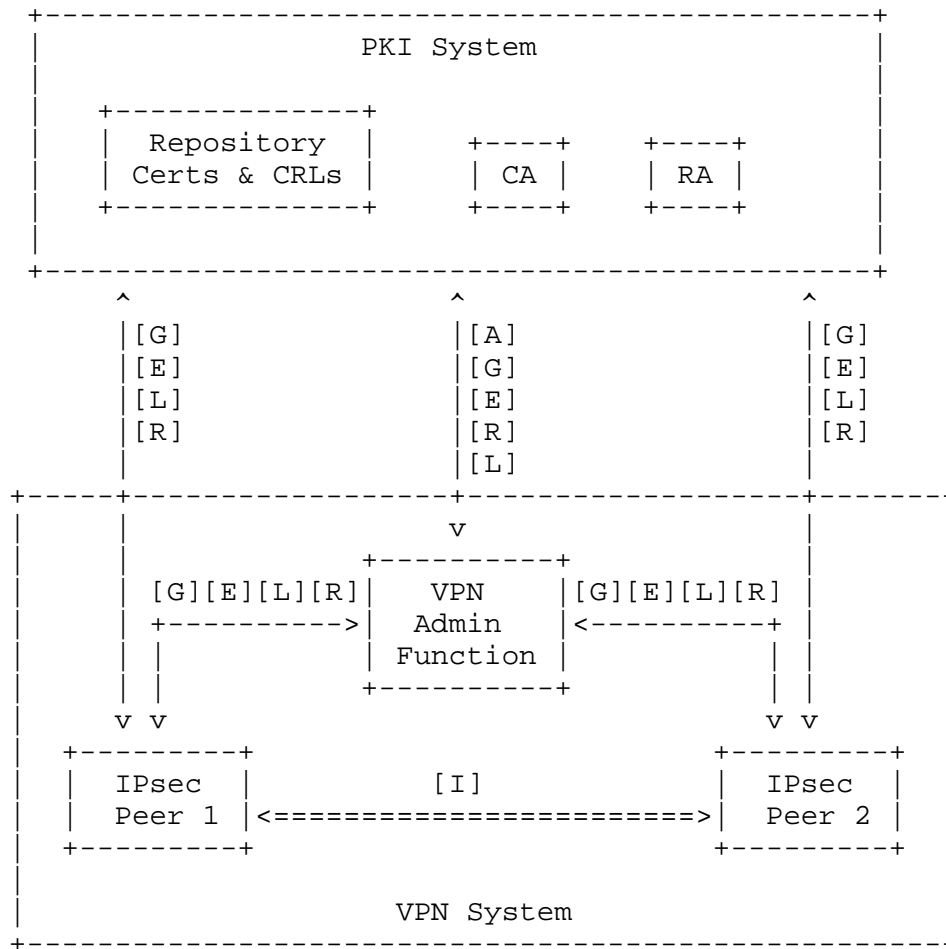 PKI System
Repository
Certs & CRLs
CA
RA
[G] [A] [G]
[E] [G] [E]
[L] [E] [L]
[R] [R] [R]
[L]
[G][E][L][R] VPN [G][E][L][R]
Admin
Function
IPsec [I] IPsec
Peer 1 Peer 2
VPN System